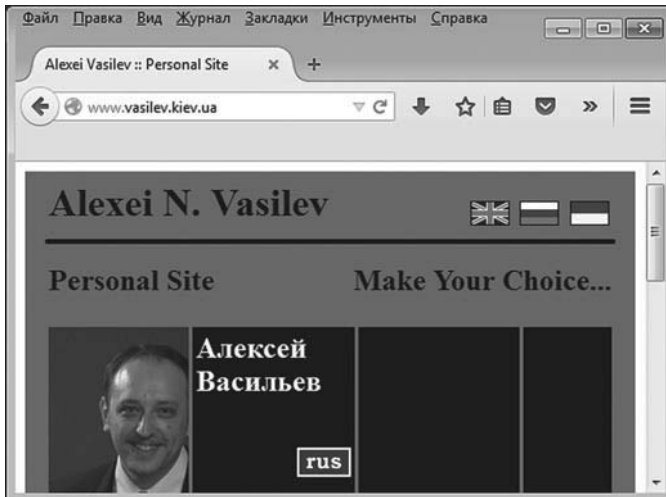 Файл Правка Вид Журнал Закладки Инструменты Справка
Alexei Vasilev :: Personal Site × +
www.vasilev.kiev.ua
Alexei N. Vasilev
Personal Site Make Your Choice...
Алексей
Васильев
rus